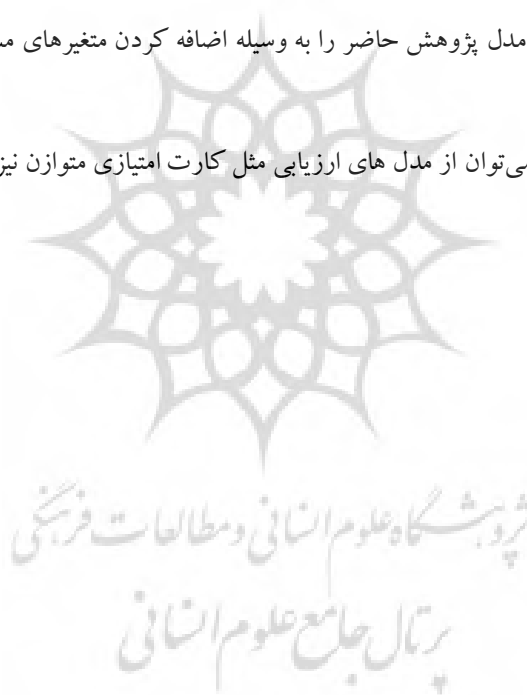 مدل پژوهش حاضر را به وسیله اضافه کردن متغیرهای
می‌توان از مدل های ارزیابی مثل کارت امتیازی متوازن نیز
پژوهشگاه علوم انسانی و مطالعات فرهنگی
پرتال جامع علوم انسانی